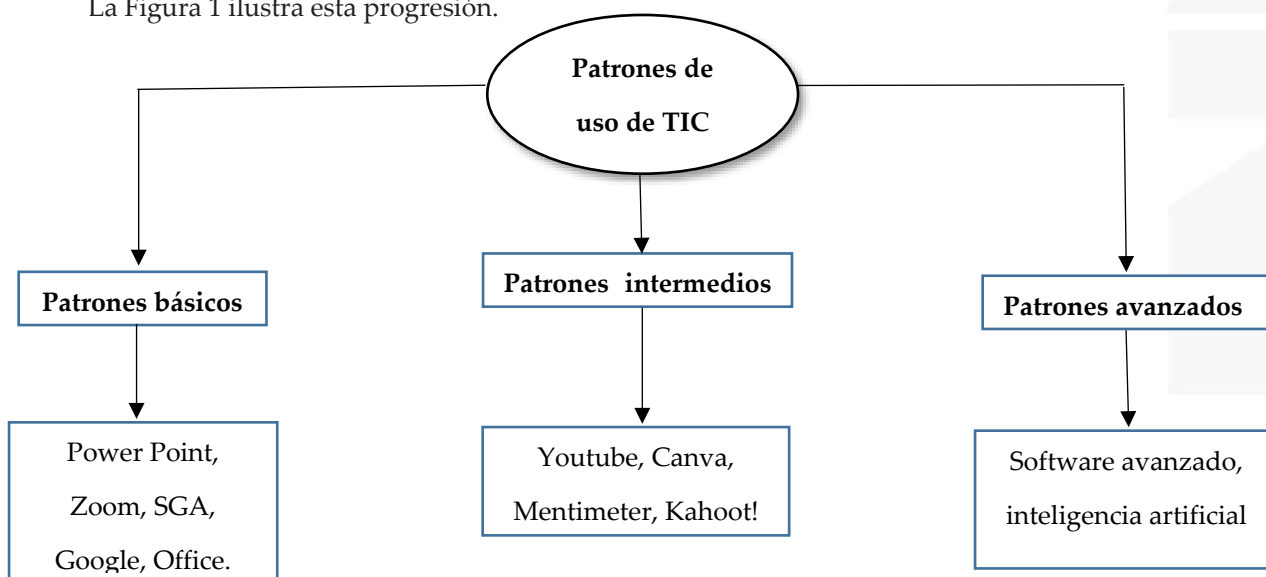 La Figura 1 ilustra esta progresión.
Patrones de
uso de TIC
Patrones básicos
Patrones intermedios
Patrones avanzados
Power Point,
Zoom, SGA,
Google, Office.
Youtube, Canva,
Mentimeter, Kahoot!
Software avanzado,
inteligencia artificial